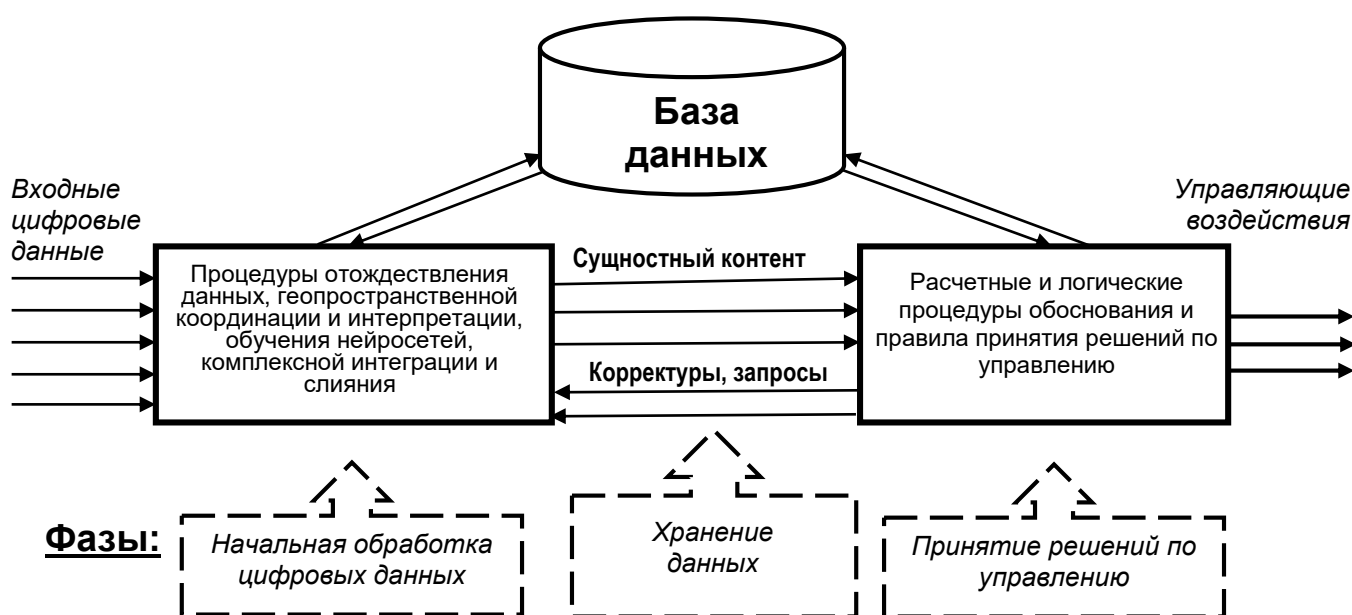 База
данных
Входные
цифровые
данные
Управляющие
воздействия
Процедуры отождествления
данных, геопространственной
координации и интерпретации,
обучения нейросетей,
комплексной интеграции и
слияния
Сущностный контент
Корректуры, запросы
Расчетные и логические
процедуры обоснования и
правила принятия решений по
управлению
Фазы:
Начальная обработка
цифровых данных
Хранение
данных
Принятие решений по
управлению